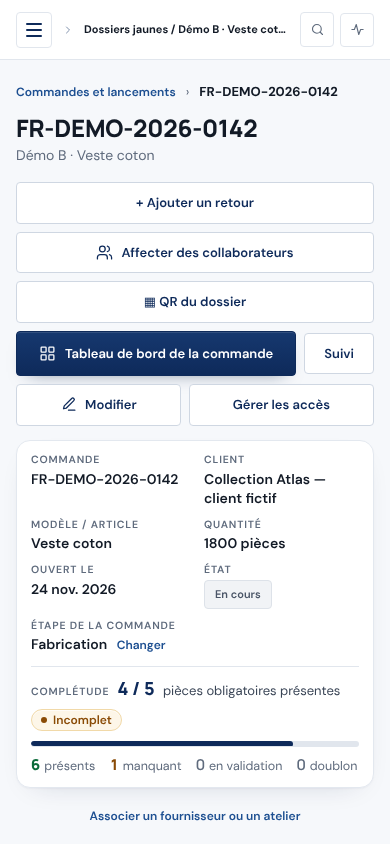 Dossiers jaunes / Démo B · Veste cot...
Commandes et lancements › FR-DEMO-2026-0142
FR-DEMO-2026-0142
Démo B · Veste coton
+ Ajouter un retour
Affecter des collaborateurs
QR du dossier
Tableau de bord de la commande
Suivi
Modifier
Gérer les accès
COMMANDE
FR-DEMO-2026-0142
CLIENT
Collection Atlas —
client fictif
MODÈLE / ARTICLE
Veste coton
QUANTITÉ
1800 pièces
OUVERT LE
24 nov. 2026
ÉTAT
En cours
ÉTAPE DE LA COMMANDE
Fabrication Changer
COMPLÉTUDE 4 / 5 pièces obligatoires présentes
Incomplet
6 présents 1 manquant 0 en validation 0 doublon
Associer un fournisseur ou un atelier